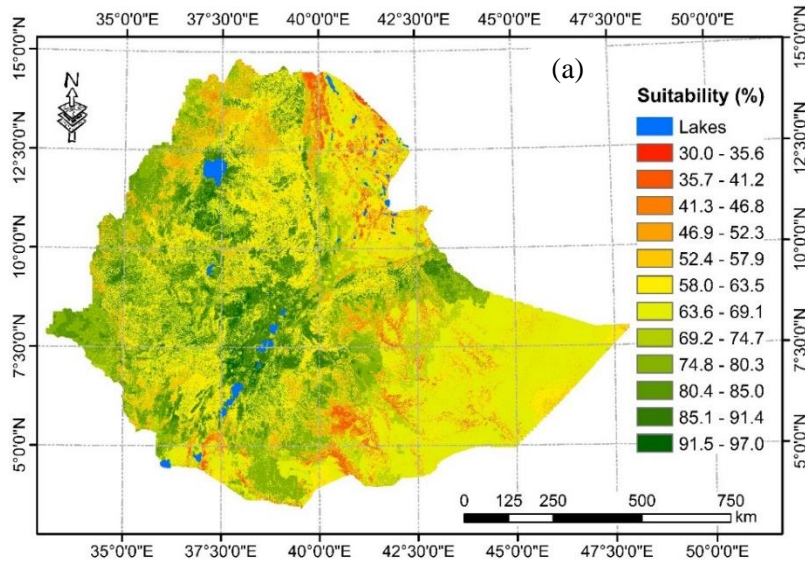 35°0'0"E 37°30'0"E 40°0'0"E 42°30'0"E 45°0'0"E 47°30'0"E 50°0'0"E
15°0'0"N 12°30'0"N 10°0'0"N 7°30'0"N 5°0'0"N
N
(a)
Suitability (%)
Lakes
30.0 - 35.6
35.7 - 41.2
41.3 - 46.8
46.9 - 52.3
52.4 - 57.9
58.0 - 63.5
63.6 - 69.1
69.2 - 74.7
74.8 - 80.3
80.4 - 85.0
85.1 - 91.4
91.5 - 97.0
15°0'0"N 12°30'0"N 10°0'0"N 7°30'0"N 5°0'0"N
0 125 250 500 750
km
35°0'0"E 37°30'0"E 40°0'0"E 42°30'0"E 45°0'0"E 47°30'0"E 50°0'0"E